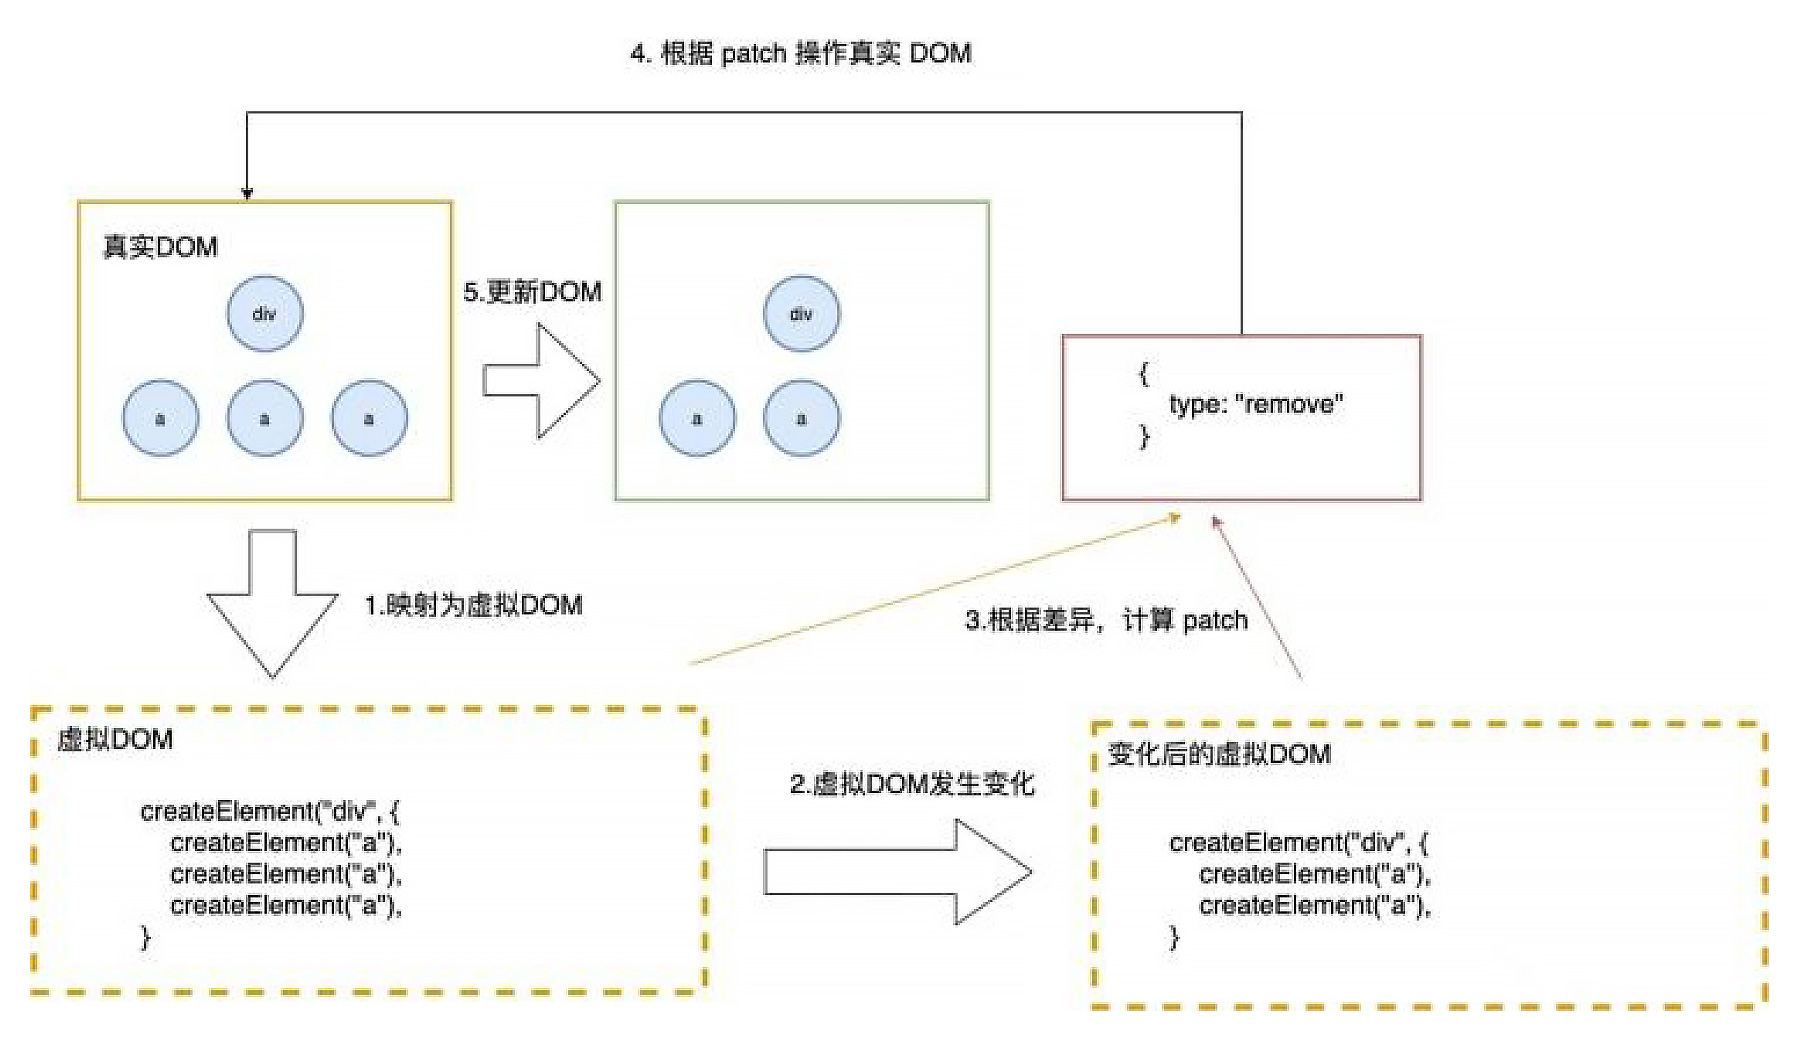 4. 根据 patch 操作真实 DOM
真实DOM
div
a
a
a
5.更新DOM
div
a
a
{
type: "remove"
}
1.映射为虚拟DOM
3.根据差异，计算 patch
虚拟DOM
createElement("div", {
createElement("a"),
createElement("a"),
createElement("a"),
}
2.虚拟DOM发生变化
变化后的虚拟DOM
createElement("div", {
createElement("a"),
createElement("a"),
}